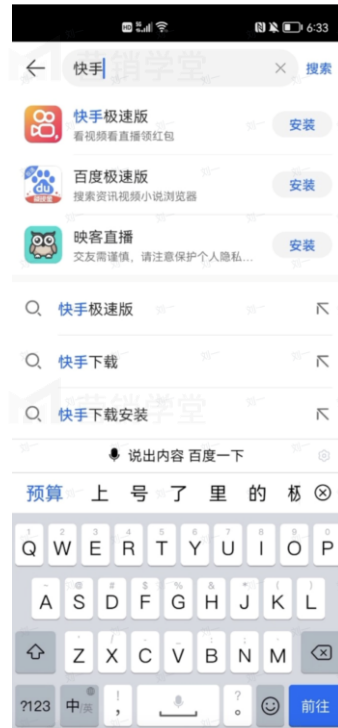 6:33
快手
搜索
快手极速版
看视频看直播领红包
安装
百度极速版
搜索资讯视频小说浏览器
安装
映客直播
交友需谨慎，请注意保护个人隐私...
安装
快手极速版
快手下载
快手下载安装
说出内容 百度一下
预算 上 号 了 里 的
Q W E R T Y U I O P
A S D F G H J K L
Z X C V B N M
?123 中/英 ！ ， ？ 。 前往